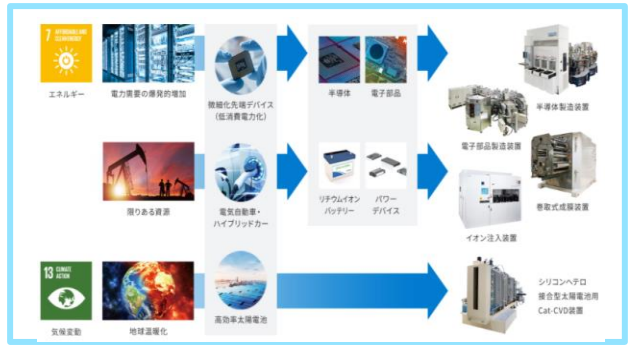 7 AFFORDABLE AND CLEAN ENERGY
エネルギー
電力需要の爆発的増加
微細化先端デバイス
(低消費電力化)
半導体
電子部品
半導体製造装置
電子部品製造装置
限りある資源
電気自動車・
ハイブリッドカー
リチウムイオン
バッテリー
パワー
デバイス
巻取式成膜装置
イオン注入装置
13 CLIMATE ACTION
気候変動
地球温暖化
高効率太陽電池
シリコンヘテロ
接合型太陽電池用
Cat-CVD装置